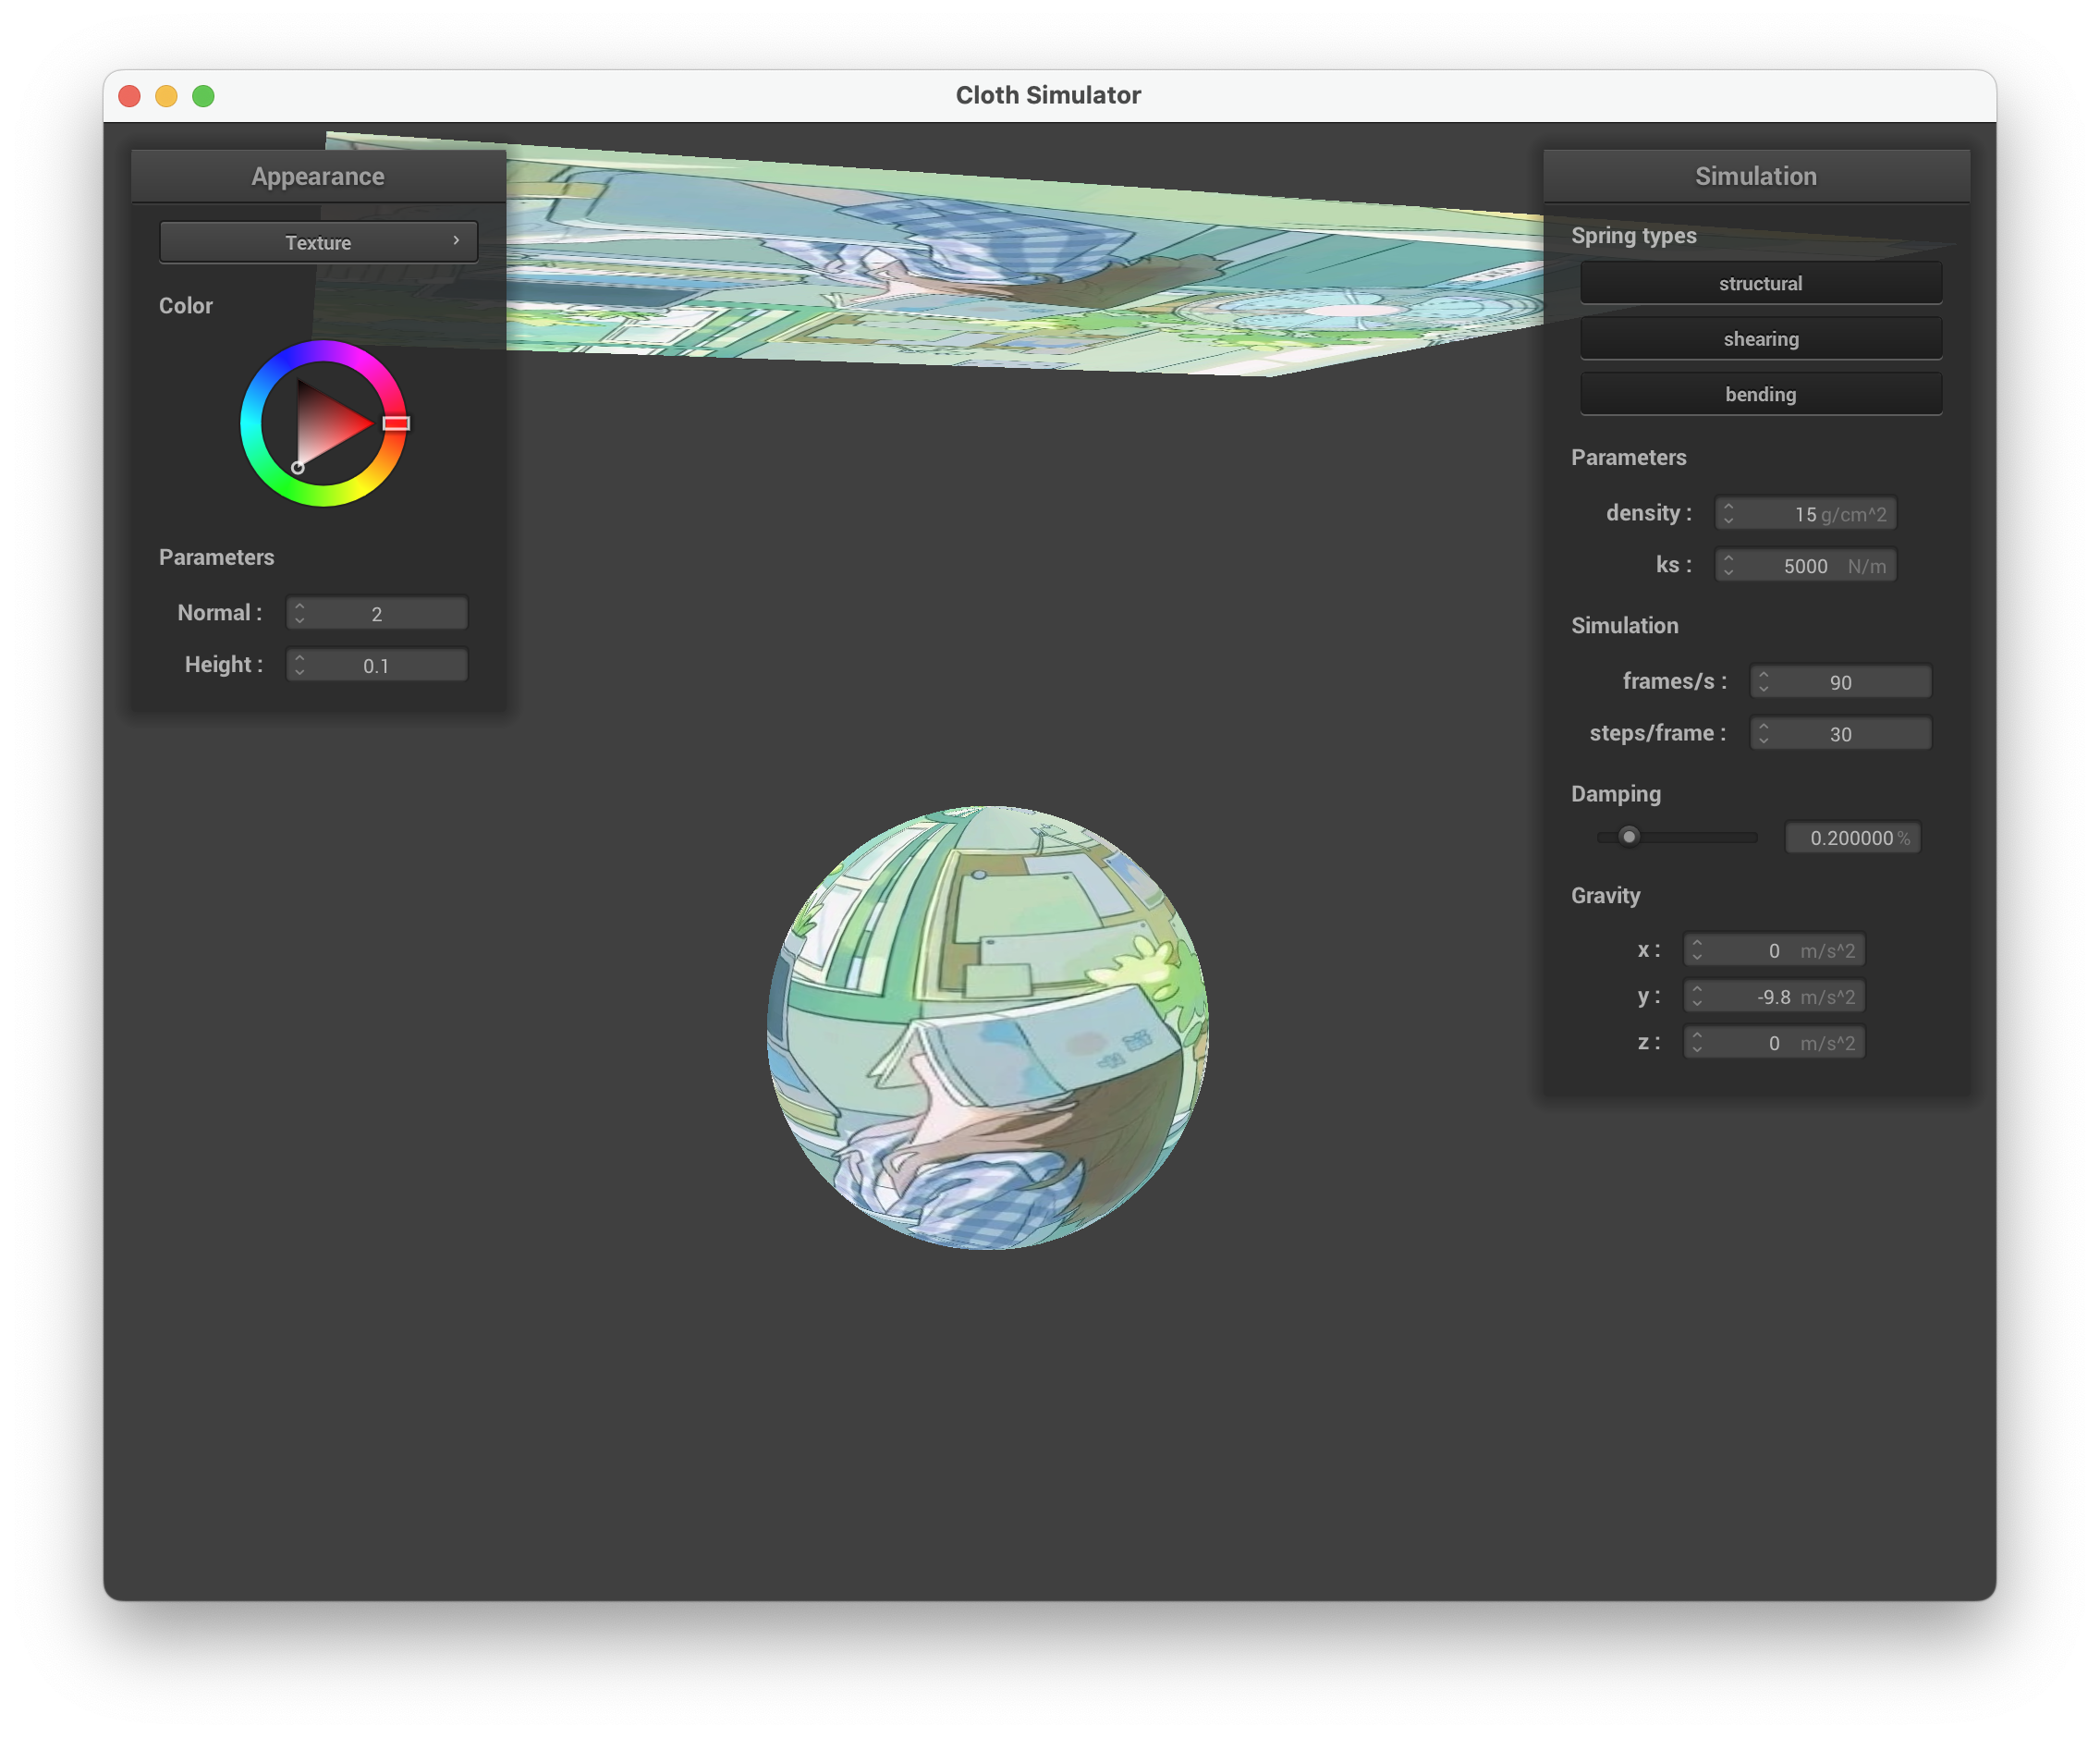 Cloth Simulator
Appearance
Texture
Color
Parameters
Normal : 2
Height : 0.1
Simulation
Spring types
structural
shearing
bending
Parameters
density : 15 g/cm^2
ks : 5000 N/m
Simulation
frames/s : 90
steps/frame : 30
Damping
0.200000 %
Gravity
x : 0 m/s^2
y : -9.8 m/s^2
z : 0 m/s^2